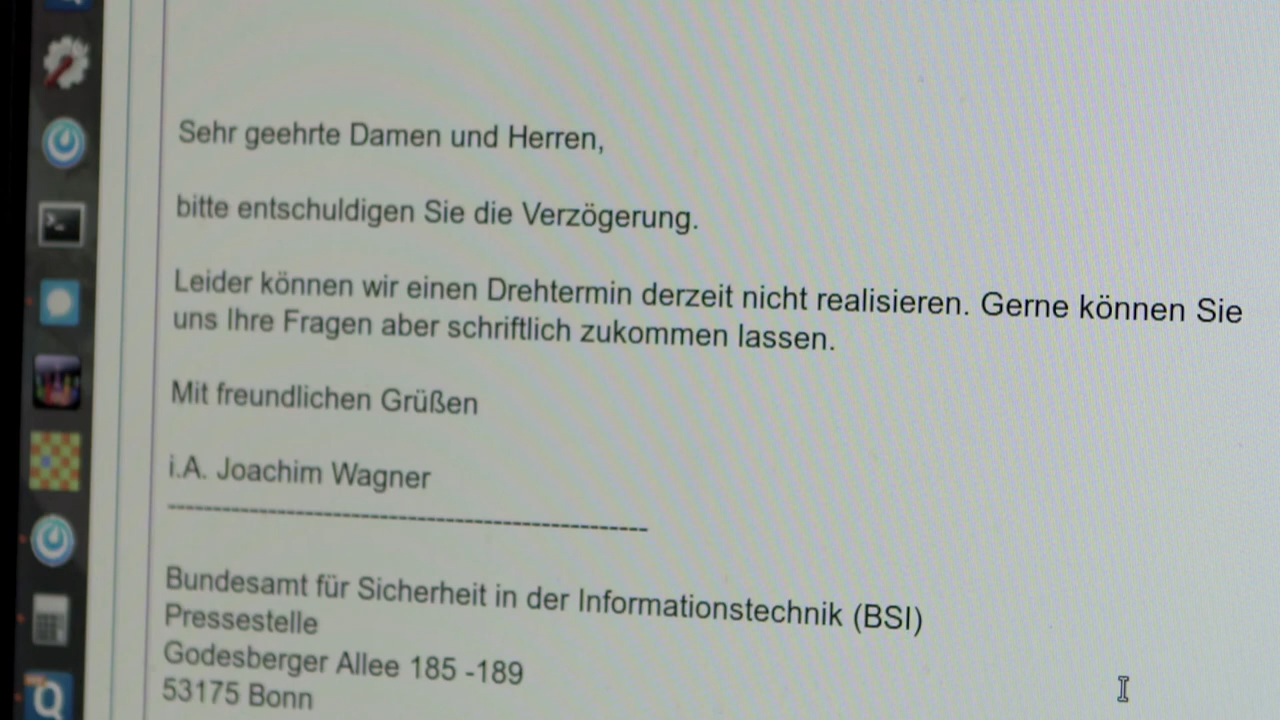 Sehr geehrte Damen und Herren,
bitte entschuldigen Sie die Verzögerung.
Leider können wir einen Drehtermin derzeit nicht realisieren. Gerne können Sie
uns Ihre Fragen aber schriftlich zukommen lassen.
Mit freundlichen Grüßen
i.A. Joachim Wagner
------------------------------------------------------
Bundesamt für Sicherheit in der Informationstechnik (BSI)
Pressestelle
Godesberger Allee 185 -189
53175 Bonn